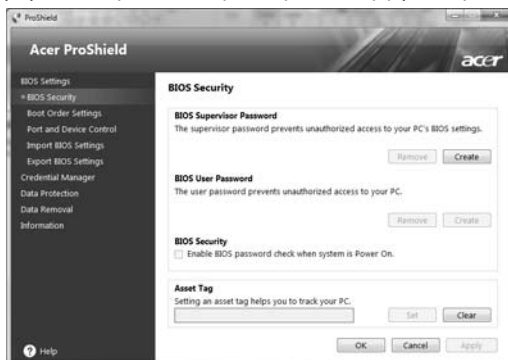 ProShield
Acer ProShield
acer
BIOS Settings
BIOS Security
Boot Order Settings
Port and Device Control
Import BIOS Settings
Export BIOS Settings
Credential Manager
Data Protection
Data Removal
Information
Help
BIOS Security
BIOS Supervisor Password
The supervisor password prevents unauthorized access to your PC's BIOS settings.
Remove Create
BIOS User Password
The user password prevents unauthorized access to your PC.
Remove Create
BIOS Security
Enable BIOS password check when system is Power On.
Asset Tag
Setting an asset tag helps you to track your PC.
Set Clear
OK Cancel Apply